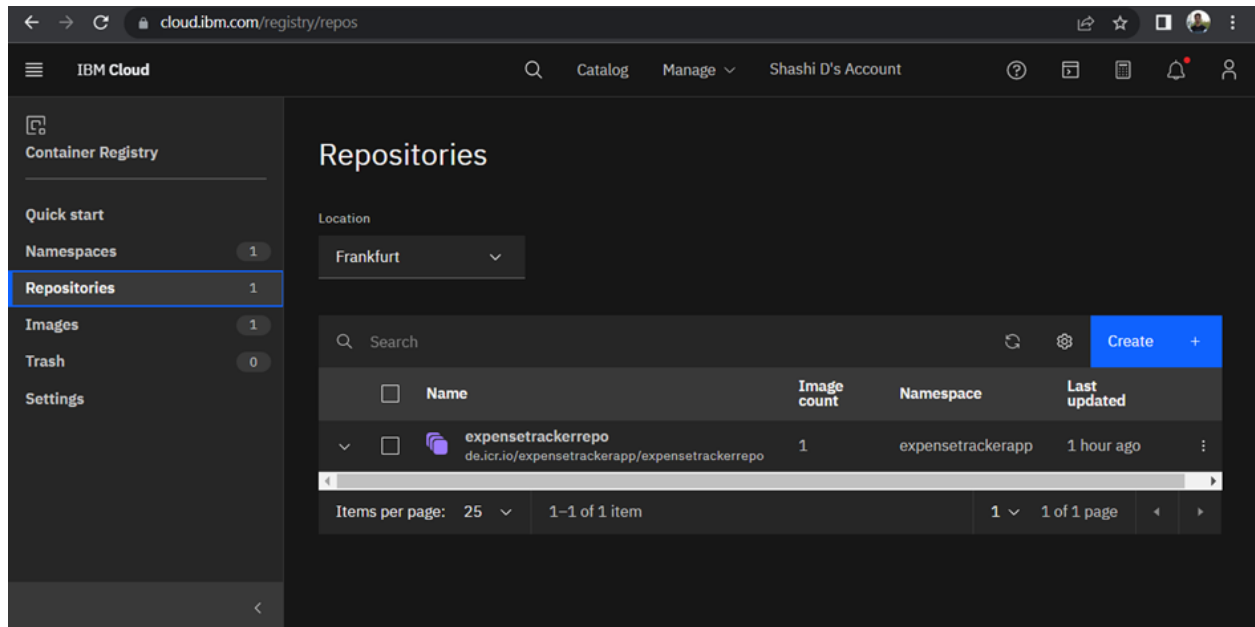 cloud.ibm.com/registry/repos
IBM Cloud Catalog Manage Shashi D's Account
Container Registry
Quick start
Namespaces 1
Repositories 1
Images 1
Trash 0
Settings
Repositories
Location
Frankfurt
Search Create +
Name Image count Namespace Last updated
expensetrackerrepo 1 expensetrackerapp 1 hour ago
de.icr.io/expensetrackerapp/expensetrackerrepo
Items per page: 25 1–1 of 1 item 1 1 of 1 page